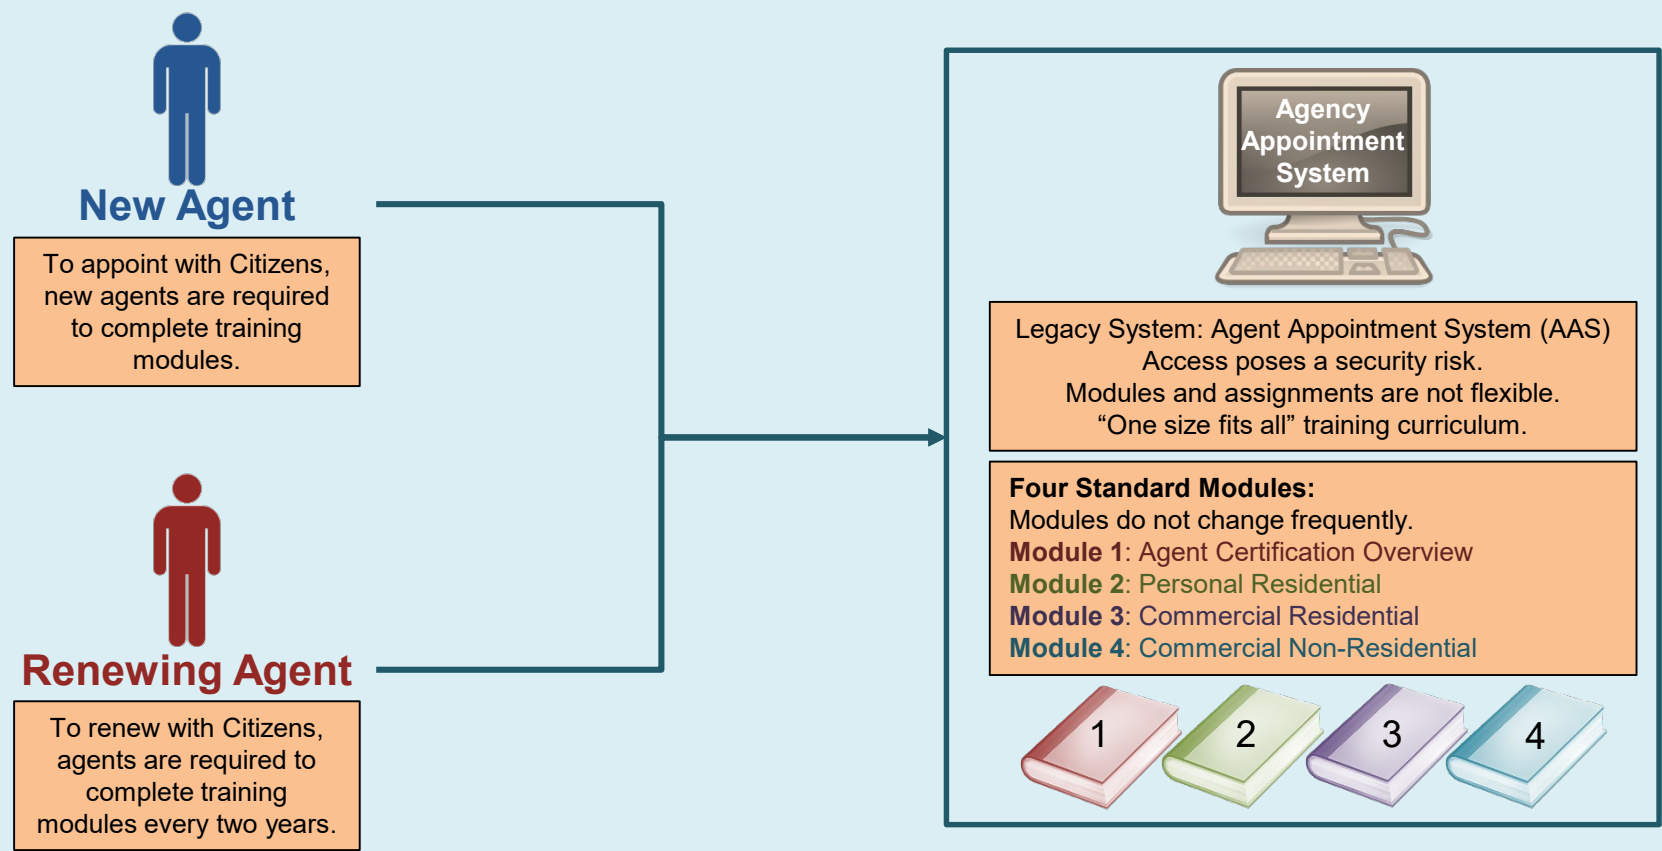 New Agent
To appoint with Citizens,
new agents are required
to complete training
modules.
Renewing Agent
To renew with Citizens,
agents are required to
complete training
modules every two years.
Agency
Appointment
System
Legacy System: Agent Appointment System (AAS)
Access poses a security risk.
Modules and assignments are not flexible.
“One size fits all” training curriculum.
Four Standard Modules:
Modules do not change frequently.
Module 1: Agent Certification Overview
Module 2: Personal Residential
Module 3: Commercial Residential
Module 4: Commercial Non-Residential
1 2 3 4